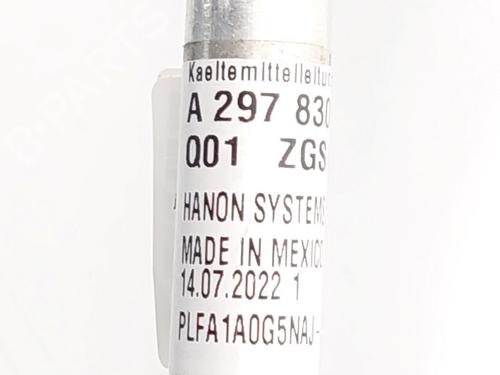 Kaeltemittelleitun
A 297 830
Q01 ZGS
HANON SYSTEMS
MADE IN MEXICO
14.07.2022 1
PLFA1A0G5NAJ-